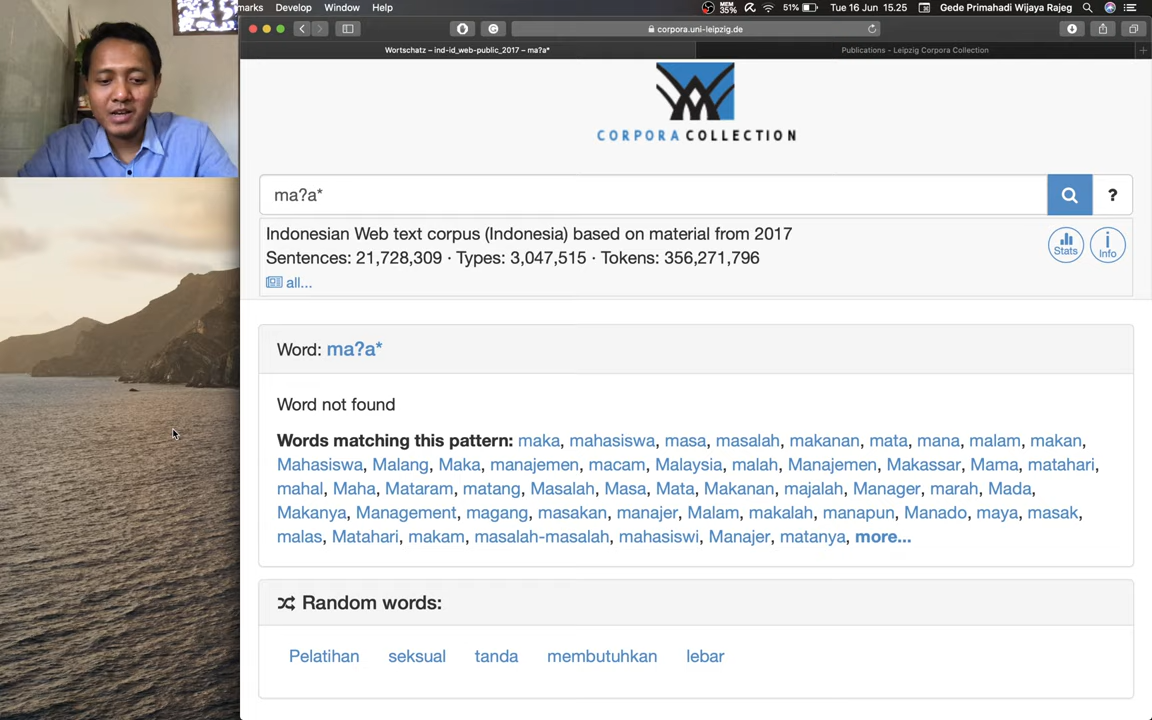 marks Develop Window Help MEM 35% 51% Tue 16 Jun 15.25 Gede Primahadi Wijaya Rajeg
corpora.uni-leipzig.de
Wortschatz – ind-id_web-public_2017 – ma?a* Publications - Leipzig Corpora Collection
CORPORA COLLECTION
ma?a* ?
Indonesian Web text corpus (Indonesia) based on material from 2017
Sentences: 21,728,309 · Types: 3,047,515 · Tokens: 356,271,796
Stats Info
all...
Word: ma?a*
Word not found
Words matching this pattern: maka, mahasiswa, masa, masalah, makanan, mata, mana, malam, makan,
Mahasiswa, Malang, Maka, manajemen, macam, Malaysia, malah, Manajemen, Makassar, Mama, matahari,
mahal, Maha, Mataram, matang, Masalah, Masa, Mata, Makanan, majalah, Manager, marah, Mada,
Makanya, Management, magang, masakan, manajer, Malam, makalah, manapun, Manado, maya, masak,
malas, Matahari, makam, masalah-masalah, mahasiswi, Manajer, matanya, more...
Random words:
Pelatihan seksual tanda membutuhkan lebar